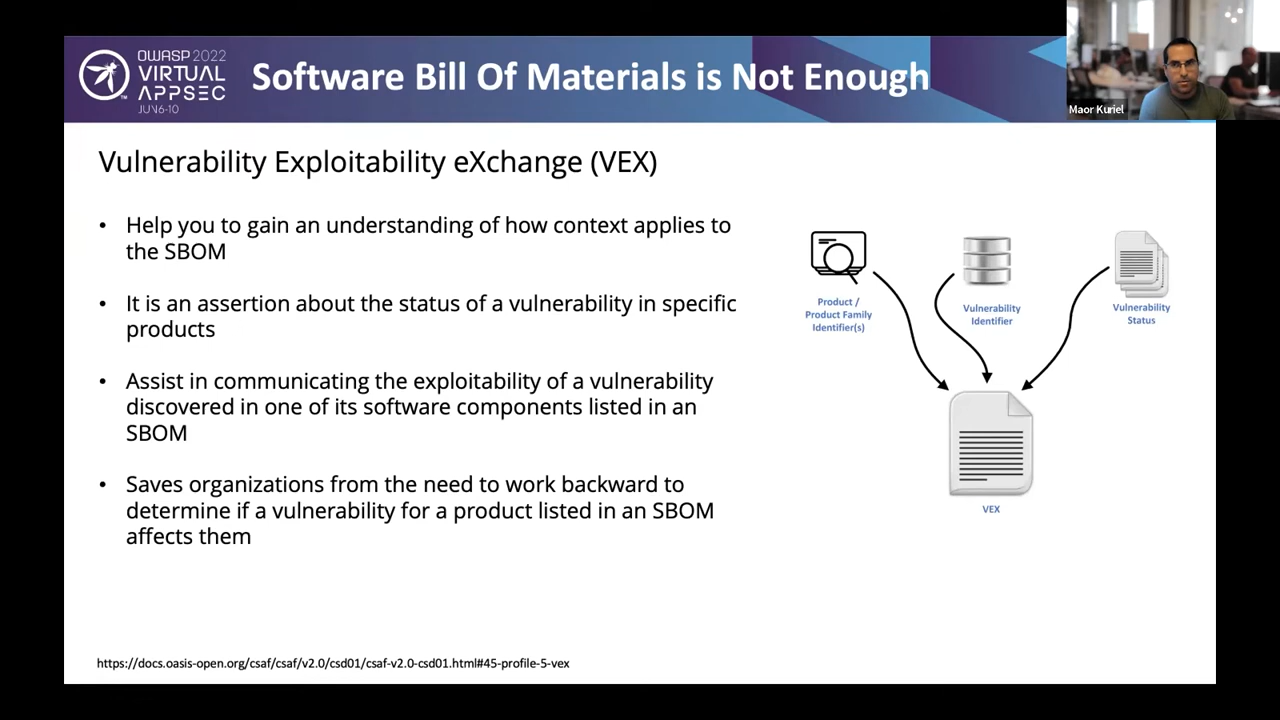 OWASP 2022
VIRTUAL
APPSEC
JUN 6-10
Software Bill Of Materials is Not Enough
Maor Kuriel
Vulnerability Exploitability eXchange (VEX)
• Help you to gain an understanding of how context applies to
the SBOM
• It is an assertion about the status of a vulnerability in specific
products
• Assist in communicating the exploitability of a vulnerability
discovered in one of its software components listed in an
SBOM
• Saves organizations from the need to work backward to
determine if a vulnerability for a product listed in an SBOM
affects them
Product /
Product Family
Identifier(s)
Vulnerability
Identifier
Vulnerability
Status
VEX
https://docs.oasis-open.org/csaf/csaf/v2.0/csd01/csaf-v2.0-csd01.html#45-profile-5-vex